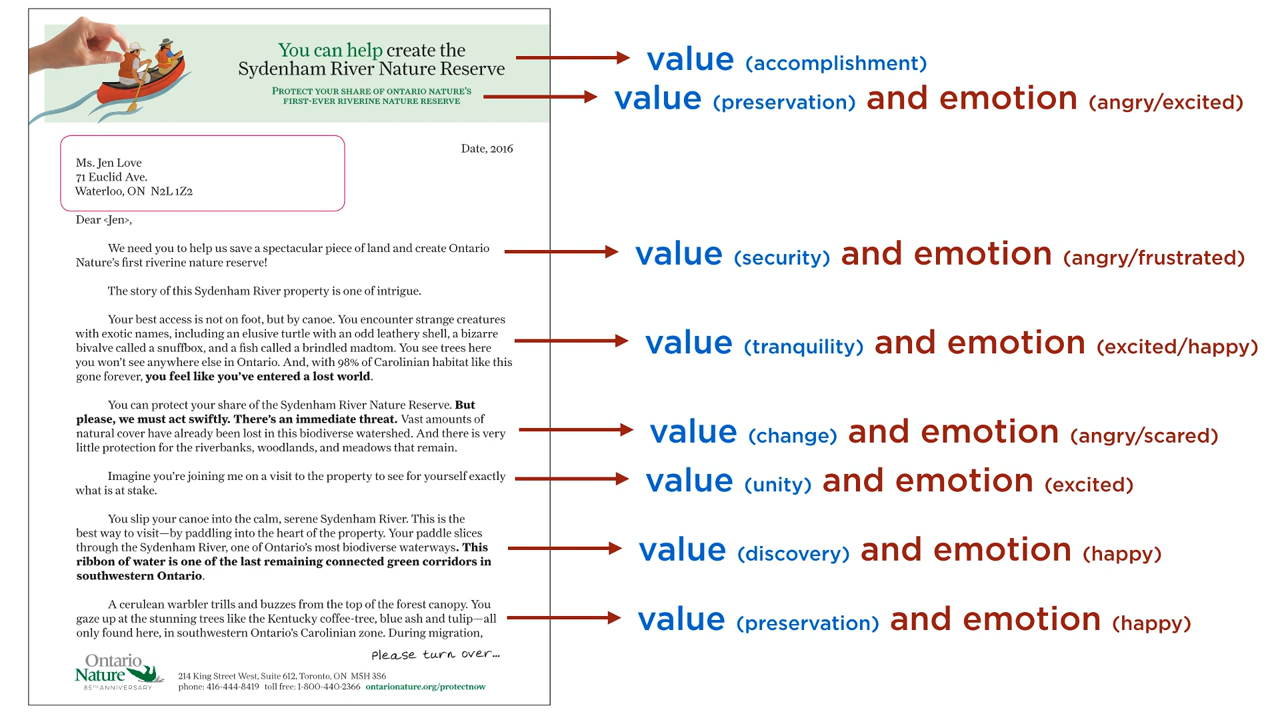 You can help create the
Sydenham River Nature Reserve
Protect your share of Ontario Nature's
first-ever riverine nature reserve
value (accomplishment)
value (preservation) and emotion (angry/excited)
Date, 2016
Ms. Jen Love
71 Euclid Ave.
Waterloo, ON N2L 1Z2
Dear <Jen>,
We need you to help us save a spectacular piece of land and create Ontario
Nature's first riverine nature reserve!
value (security) and emotion (angry/frustrated)
The story of this Sydenham River property is one of intrigue.
Your best access is not on foot, but by canoe. You encounter strange creatures
with exotic names, including an elusive turtle with an odd leathery shell, a bizarre
bivalve called a snuffbox, and a fish called a brindled madtom. You see trees here
you won't see anywhere else in Ontario. And, with 98% of Carolinian habitat like this
gone forever, you feel like you've entered a lost world.
value (tranquility) and emotion (excited/happy)
You can protect your share of the Sydenham River Nature Reserve. But
please, we must act swiftly. There's an immediate threat. Vast amounts of
natural cover have already been lost in this biodiverse watershed. And there is very
little protection for the riverbanks, woodlands, and meadows that remain.
value (change) and emotion (angry/scared)
Imagine you're joining me on a visit to the property to see for yourself exactly
what is at stake.
value (unity) and emotion (excited)
You slip your canoe into the calm, serene Sydenham River. This is the
best way to visit—by paddling into the heart of the property. Your paddle slices
through the Sydenham River, one of Ontario's most biodiverse waterways. This
ribbon of water is one of the last remaining connected green corridors in
southwestern Ontario.
value (discovery) and emotion (happy)
A cerulean warbler trills and buzzes from the top of the forest canopy. You
gaze up at the stunning trees like the Kentucky coffee-tree, blue ash and tulip—all
only found here, in southwestern Ontario's Carolinian zone. During migration,
value (preservation) and emotion (happy)
Please turn over...
Ontario
Nature
85TH ANNIVERSARY
214 King Street West, Suite 612, Toronto, ON M5H 3S6
phone: 416-444-8419 toll free: 1-800-440-2366 ontarionature.org/protectnow